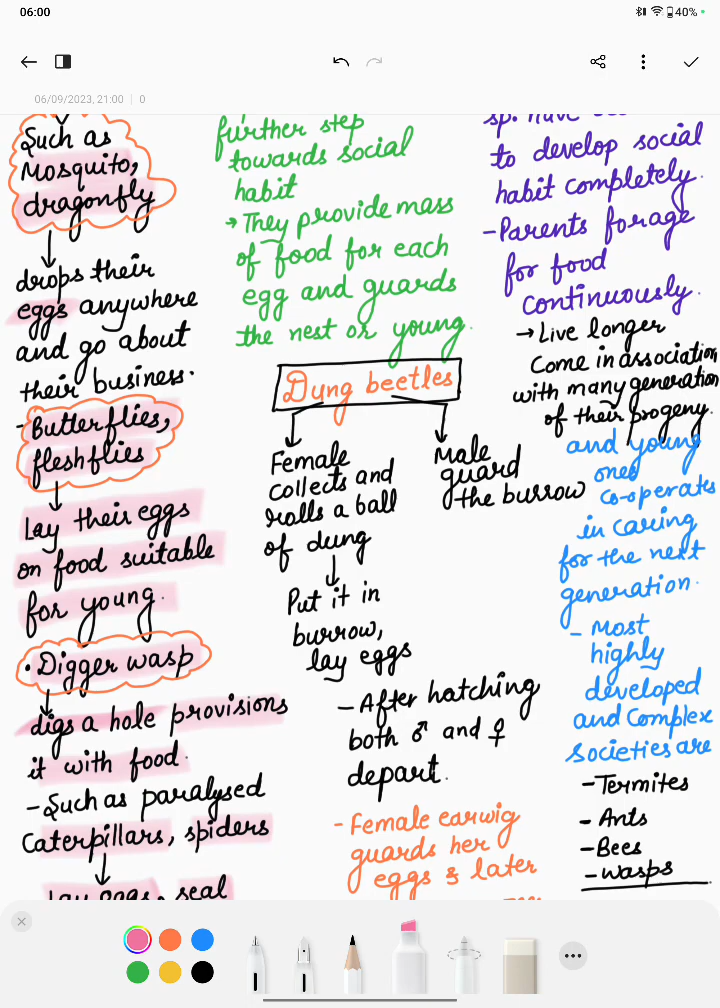 06:00
40%
06/09/2023, 21:00 | 0
Such as
Mosquito,
dragonfly
drops their
eggs anywhere
and go about
their business.
- Butterflies,
fleshflies
Lay their eggs
on food suitable
for young.
• Digger wasp
digs a hole provisions
it with food.
- Such as paralysed
Caterpillars, spiders
Lay eggs, seal
further step
towards social
habit
→ They provide mass
of food for each
egg and guards
the nest or young.
Dung beetles
Female
collects and
rolls a ball
of dung
Put it in
burrow,
lay eggs
Male
guard
the burrow
- After hatching
both ♂ and ♀
depart.
- Female earwig
guards her
eggs & later
sp. have
to develop social
habit completely.
- Parents forage
for food
continuously.
→ Live longer
Come in association
with many generation
of their progeny.
and young
ones
co-operates
in caring
for the next
generation.
- Most
highly
developed
and Complex
societies are
- Termites
- Ants
- Bees
- wasps